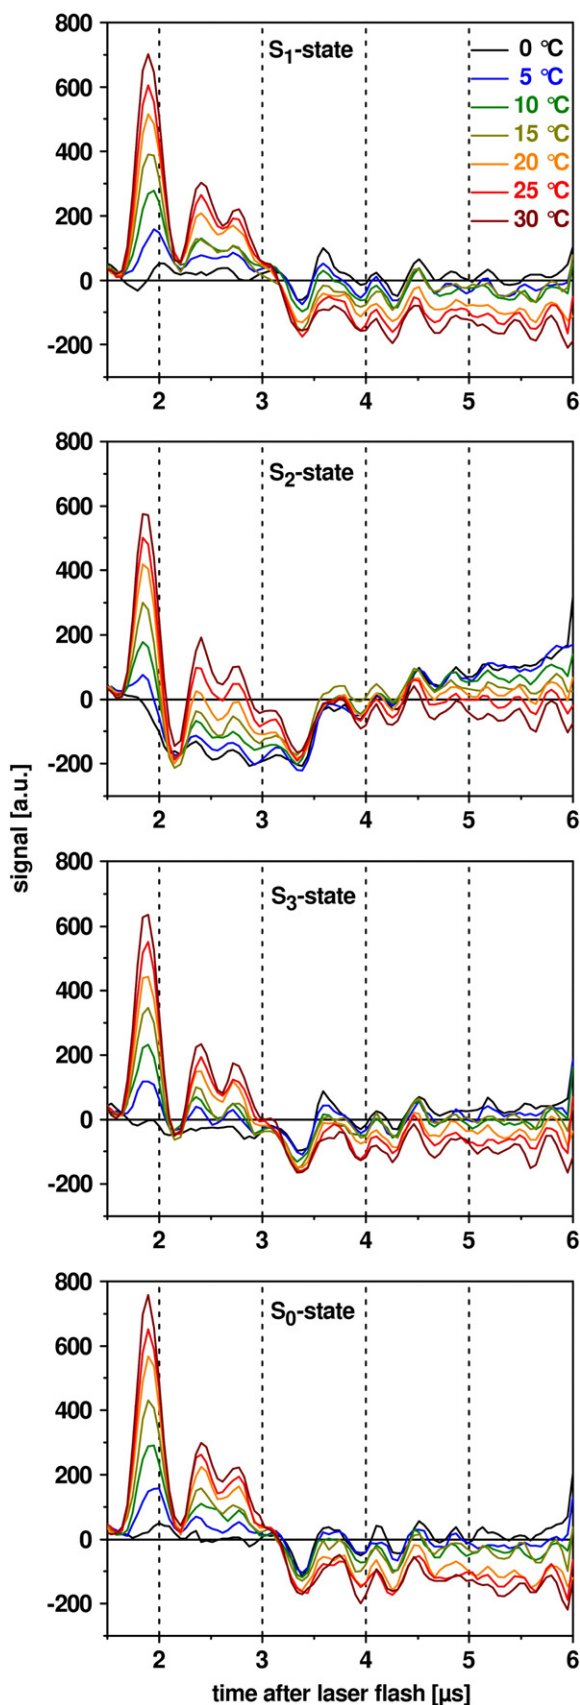 signal [a.u.]
S1-state
0 °C
5 °C
10 °C
15 °C
20 °C
25 °C
30 °C
800
600
400
200
0
-200
2 3 4 5 6
S2-state
800
600
400
200
0
-200
2 3 4 5 6
S3-state
800
600
400
200
0
-200
2 3 4 5 6
S0-state
800
600
400
200
0
-200
2 3 4 5 6
time after laser flash [µs]